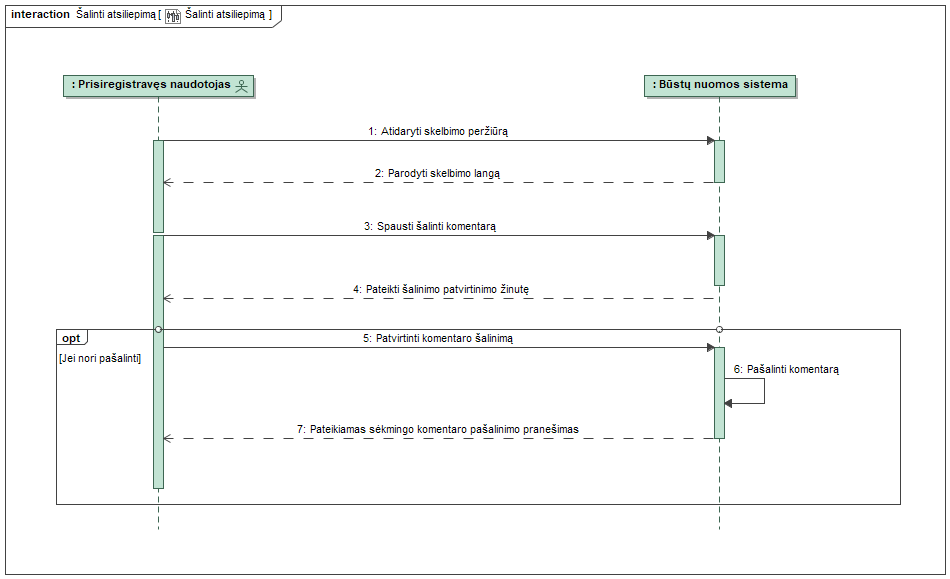 interaction Šalinti atsiliepimą [ Šalinti atsiliepimą ]
: Prisiregistravęs naudotojas
: Būstų nuomos sistema
1: Atidaryti skelbimo peržiūrą
2: Parodyti skelbimo langą
3: Spausti šalinti komentarą
4: Pateikti šalinimo patvirtinimo žinutę
opt
5: Patvirtinti komentaro šalinimą
[Jei nori pašalinti]
6: Pašalinti komentarą
7: Pateikiamas sėkmingo komentaro pašalinimo pranešimas